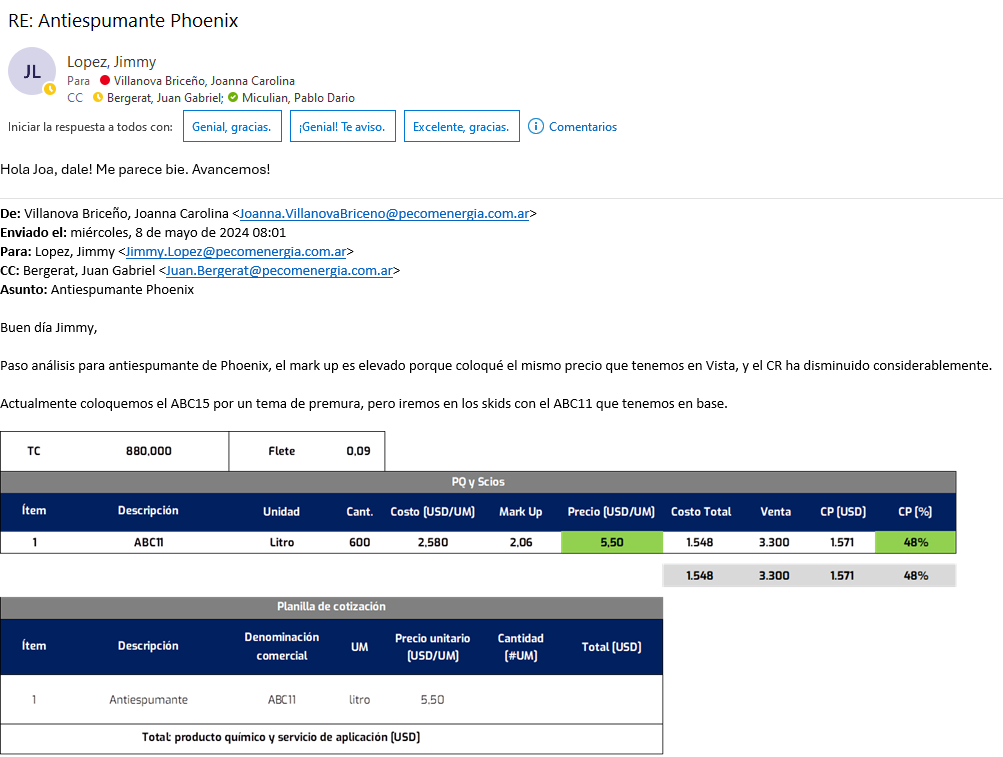 RE: Antiespumante Phoenix
JL
Lopez, Jimmy
Para Villanova Briceño, Joanna Carolina
CC Bergerat, Juan Gabriel; Miculian, Pablo Dario
Iniciar la respuesta a todos con: Genial, gracias. ¡Genial! Te aviso. Excelente, gracias. Comentarios
Hola Joa, dale! Me parece bie. Avancemos!
De: Villanova Briceño, Joanna Carolina <Joanna.VillanovaBriceno@pecomenergia.com.ar>
Enviado el: miércoles, 8 de mayo de 2024 08:01
Para: Lopez, Jimmy <Jimmy.Lopez@pecomenergia.com.ar>
CC: Bergerat, Juan Gabriel <Juan.Bergerat@pecomenergia.com.ar>
Asunto: Antiespumante Phoenix
Buen día Jimmy,
Paso análisis para antiespumante de Phoenix, el mark up es elevado porque coloqué el mismo precio que tenemos en Vista, y el CR ha disminuido considerablemente.
Actualmente coloquemos el ABC15 por un tema de premura, pero iremos en los skids con el ABC11 que tenemos en base.
TC 880,000 Flete 0,09
PQ y Scios
Ítem Descripción Unidad Cant. Costo (USD/UM) Mark Up Precio (USD/UM) Costo Total Venta CP (USD) CP (%)
1 ABC11 Litro 600 2,580 2,06 5,50 1.548 3.300 1.571 48%
1.548 3.300 1.571 48%
Planilla de cotización
Ítem Descripción Denominación comercial UM Precio unitario (USD/UM) Cantidad (#UM) Total (USD)
1 Antiespumante ABC11 litro 5,50
Total: producto químico y servicio de aplicación (USD)